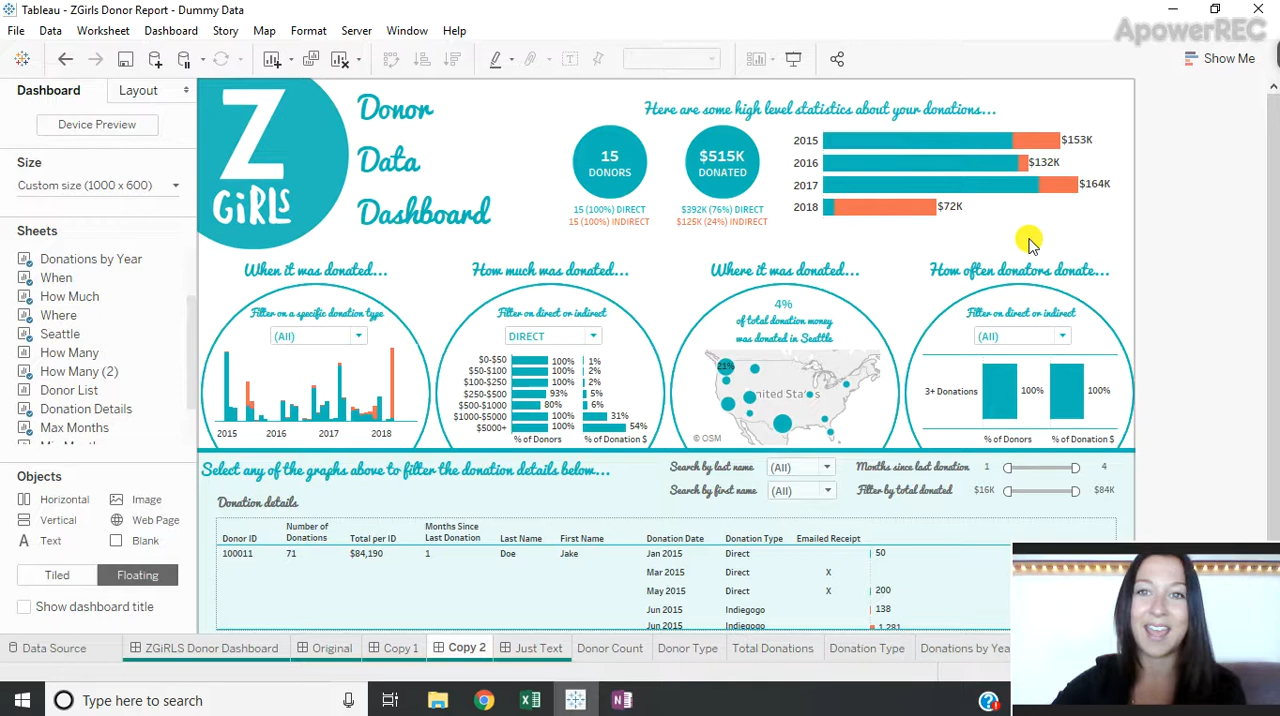 Tableau - ZGirls Donor Report - Dummy Data
File Data Worksheet Dashboard Story Map Format Server Window Help
ApowerREC
Show Me
Dashboard Layout
Device Preview
Size
Custom size (1000 x 600)
Sheets
Donations by Year
When
How Much
Where
Seattle
How Many
How Many (2)
Donor List
Donation Details
Max Months
Objects
Horizontal Image
Vertical Web Page
A Text Blank
Tiled Floating
Show dashboard title
Z
GiRLS
Donor
Data
Dashboard
Here are some high level statistics about your donations...
15
DONORS
15 (100%) DIRECT
15 (100%) INDIRECT
$515K
DONATED
$392K (76%) DIRECT
$125K (24%) INDIRECT
2015 $153K
2016 $132K
2017 $164K
2018 $72K
When it was donated...
Filter on a specific donation type
(All)
2015 2016 2017 2018
How much was donated...
Filter on direct or indirect
DIRECT
$0-$50 100% 1%
$50-$100 100% 2%
$100-$250 100% 2%
$250-$500 93% 5%
$500-$1000 80% 6%
$1000-$5000 100% 31%
$5000+ 100% 54%
% of Donors % of Donation $
Where it was donated...
4%
of total donation money
was donated in Seattle
21%
United States
© OSM
How often donators donate...
Filter on direct or indirect
(All)
3+ Donations 100% 100%
% of Donors % of Donation $
Select any of the graphs above to filter the donation details below...
Search by last name (All) Months since last donation 1 4
Search by first name (All) Filter by total donated $16K $84K
Donation details
Donor ID Number of Donations Total per ID Months Since Last Donation Last Name First Name Donation Date Donation Type Emailed Receipt
100011 71 $84,190 1 Doe Jake Jan 2015 Direct 50
Mar 2015 Direct X
May 2015 Direct X 200
Jun 2015 Indiegogo 138
Jun 2015 Indiegogo 1,281
Data Source ZGiRLS Donor Dashboard Original Copy 1 Copy 2 Just Text Donor Count Donor Type Total Donations Donation Type Donations by Yea
Type here to search